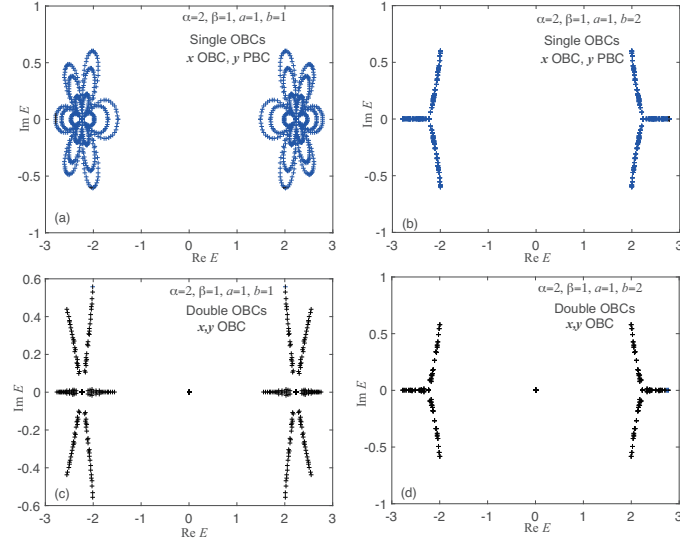 α=2, β=1, a=1, b=1
Single OBCs
x OBC, y PBC
Im E
1
0.5
0
-0.5
-1
(a)
-3 -2 -1 0 1 2 3
Re E
α=2, β=1, a=1, b=2
Single OBCs
x OBC, y PBC
Im E
1
0.5
0
-0.5
-1
(b)
-3 -2 -1 0 1 2 3
Re E
α=2, β=1, a=1, b=1
Double OBCs
x,y OBC
Im E
0.6
0.4
0.2
0
-0.2
-0.4
-0.6
(c)
-3 -2 -1 0 1 2 3
Re E
α=2, β=1, a=1, b=2
Double OBCs
x,y OBC
Im E
1
0.5
0
-0.5
-1
(d)
-3 -2 -1 0 1 2 3
Re E